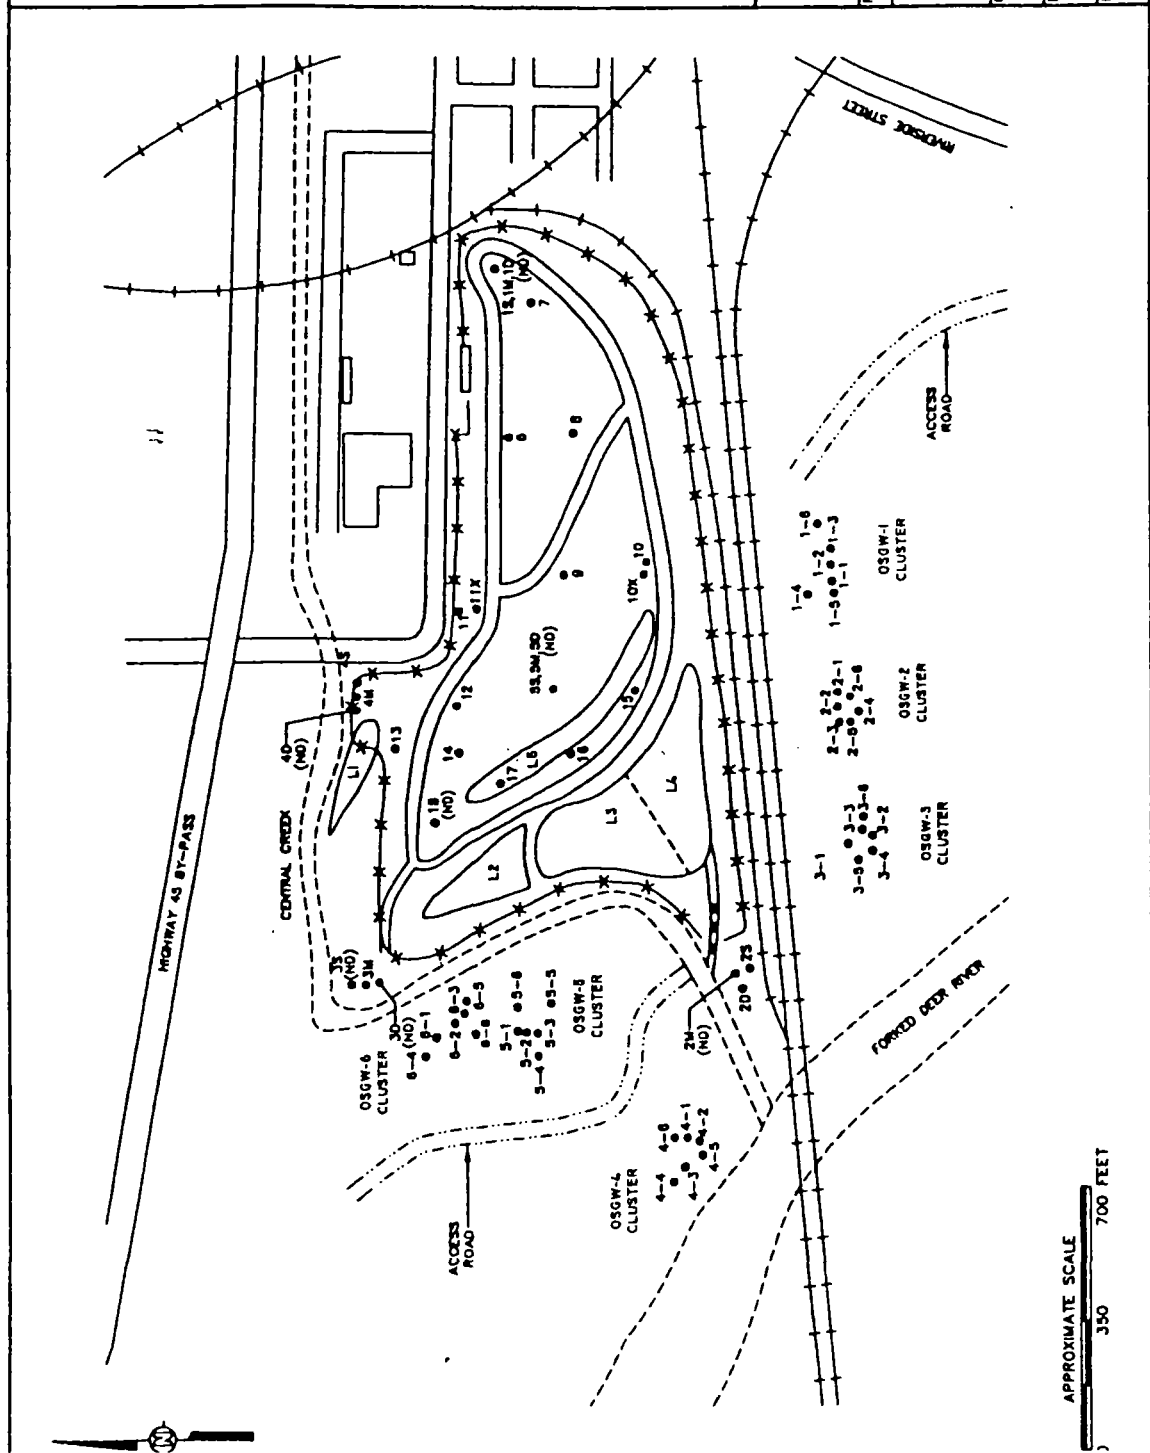 HIGHWAY 45 BY-PASS
CENTRAL CREEK
RIVERSIDE STREET
ACCESS
ROAD
1S,1M,1D
(ND)
7
6
8
9
10
10X
11
11X
12
4S
4M
4D
(ND)
L1
13
14
15
16
17
L5
18
(ND)
L2
L3
L4
3S
(ND)
3M
3D
(ND)
2S
2D
2M
(ND)
1-6
1-2
1-3
1-4
1-1
1-5
OSGW-1
CLUSTER
2-2
2-1
2-3
2-6
2-5
2-4
OSGW-2
CLUSTER
3-3
3-6
3-1
3-2
3-5
3-4
OSGW-3
CLUSTER
6-3
6-5
6-1
6-2
6-6
6-4
OSGW-6
CLUSTER
5-6
5-5
5-1
5-2
5-3
5-4
OSGW-5
CLUSTER
4-6
4-1
4-2
4-4
4-3
4-5
OSGW-4
CLUSTER
ACCESS
ROAD
FORKED DEER RIVER
N
APPROXIMATE SCALE
350
700 FEET